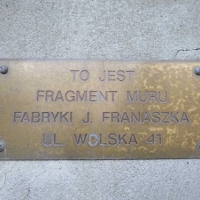 TO JEST
FRAGMENT MURU
FABRYKI J. FRANASZKA
UL. WOLSKA 41